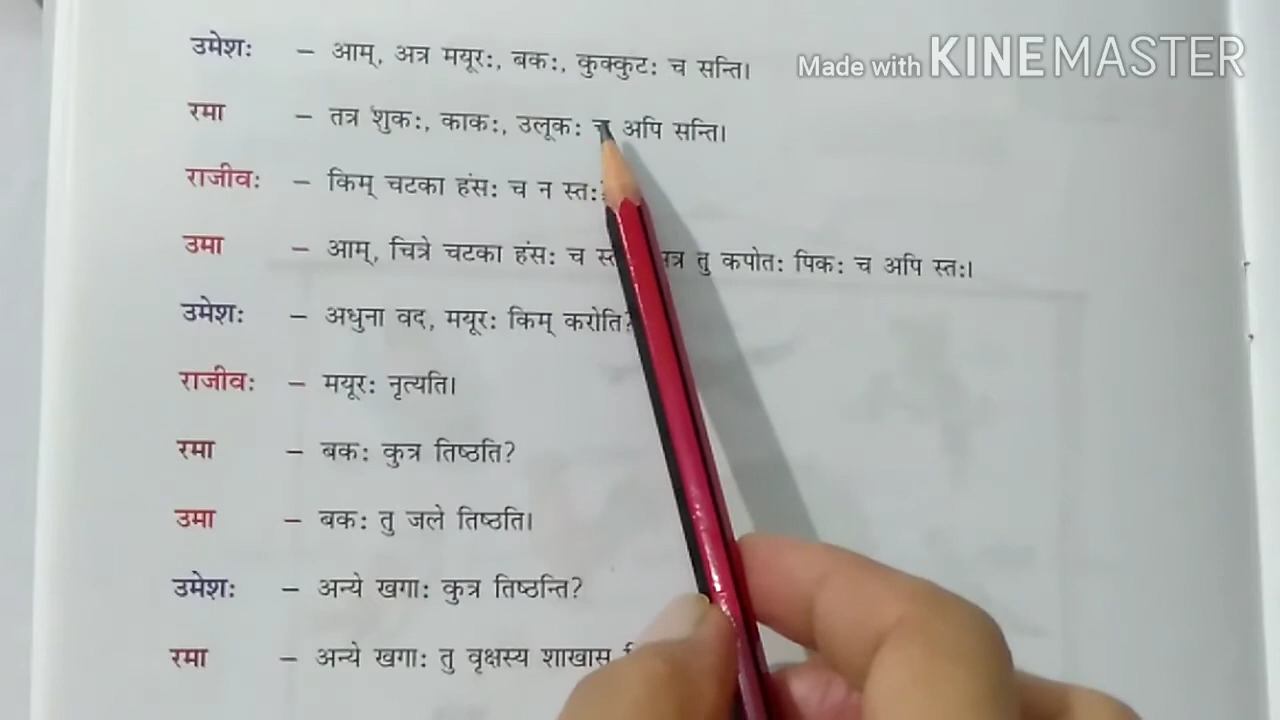 Made with KINEMASTER
उमेशः – आम्, अत्र मयूरः, बकः, कुक्कुटः च सन्ति।
रमा – तत्र शुकः, काकः, उलूकः च अपि सन्ति।
राजीवः – किम् चटका हंसः च न स्तः
उमा – आम्, चित्रे चटका हंसः च तु कपोतः पिकः च अपि स्तः।
उमेशः – अधुना वद, मयूरः किम् करोति?
राजीवः – मयूरः नृत्यति।
रमा – बकः कुत्र तिष्ठति?
उमा – बकः तु जले तिष्ठति।
उमेशः – अन्ये खगाः कुत्र तिष्ठन्ति?
रमा – अन्ये खगाः तु वृक्षस्य